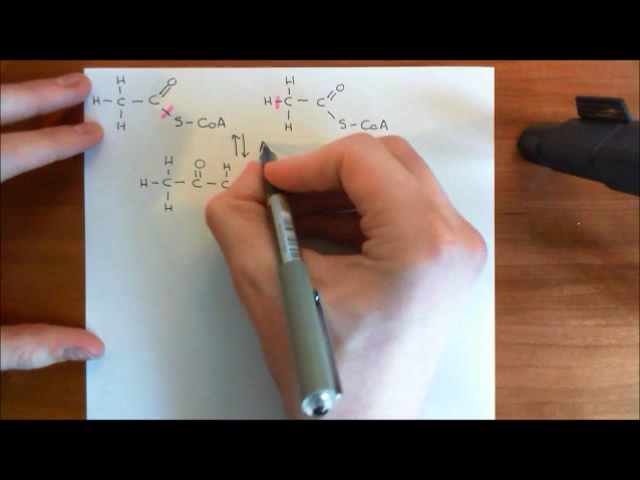 H H
O O
H-C-C H-C-C
H S-CoA H S-CoA
H O H
H-C-C-C
H